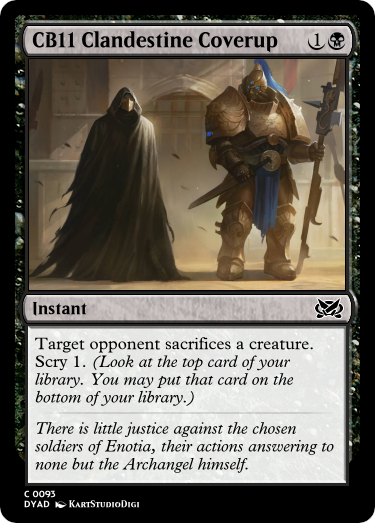 CB11 Clandestine Coverup 1
Instant
Target opponent sacrifices a creature.
Scry 1. (Look at the top card of your
library. You may put that card on the
bottom of your library.)
There is little justice against the chosen
soldiers of Enotia, their actions answering to
none but the Archangel himself.
C 0093
DYAD KartStudioDigi